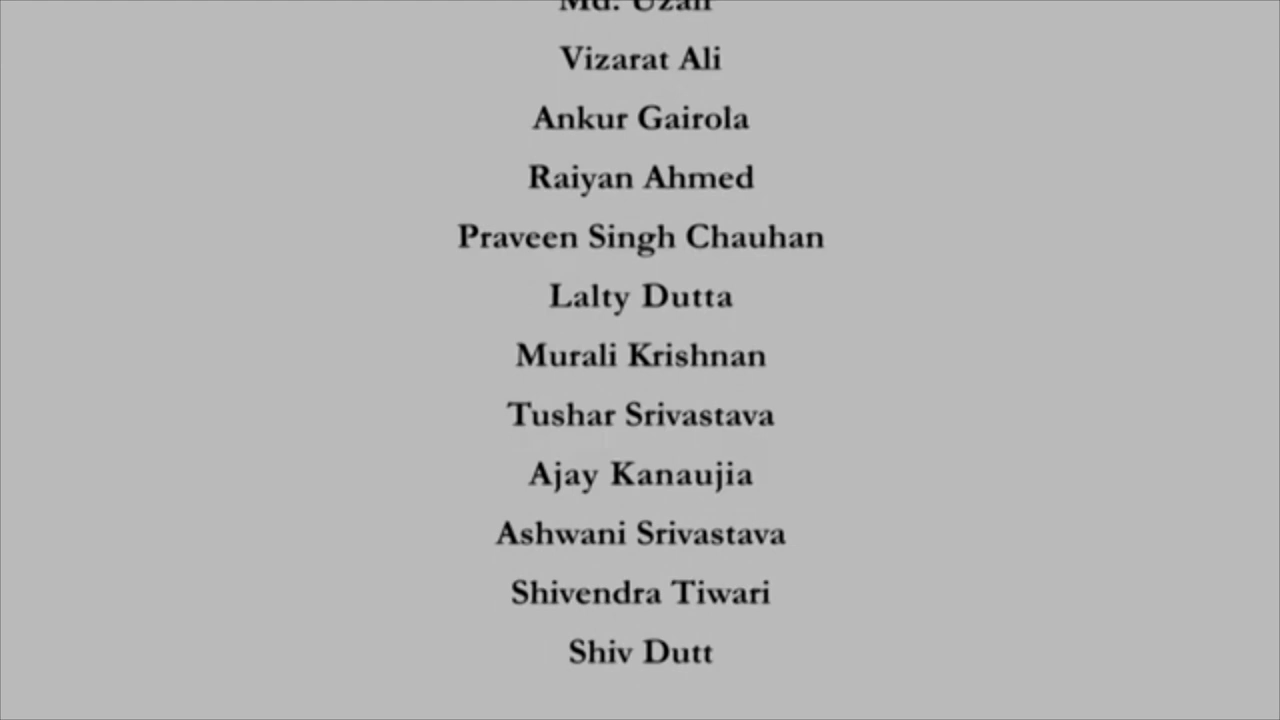 Md.
Vizarat Ali
Ankur Gairola
Raiyan Ahmed
Praveen Singh Chauhan
Lalty Dutta
Murali Krishnan
Tushar Srivastava
Ajay Kanaujia
Ashwani Srivastava
Shivendra Tiwari
Shiv Dutt